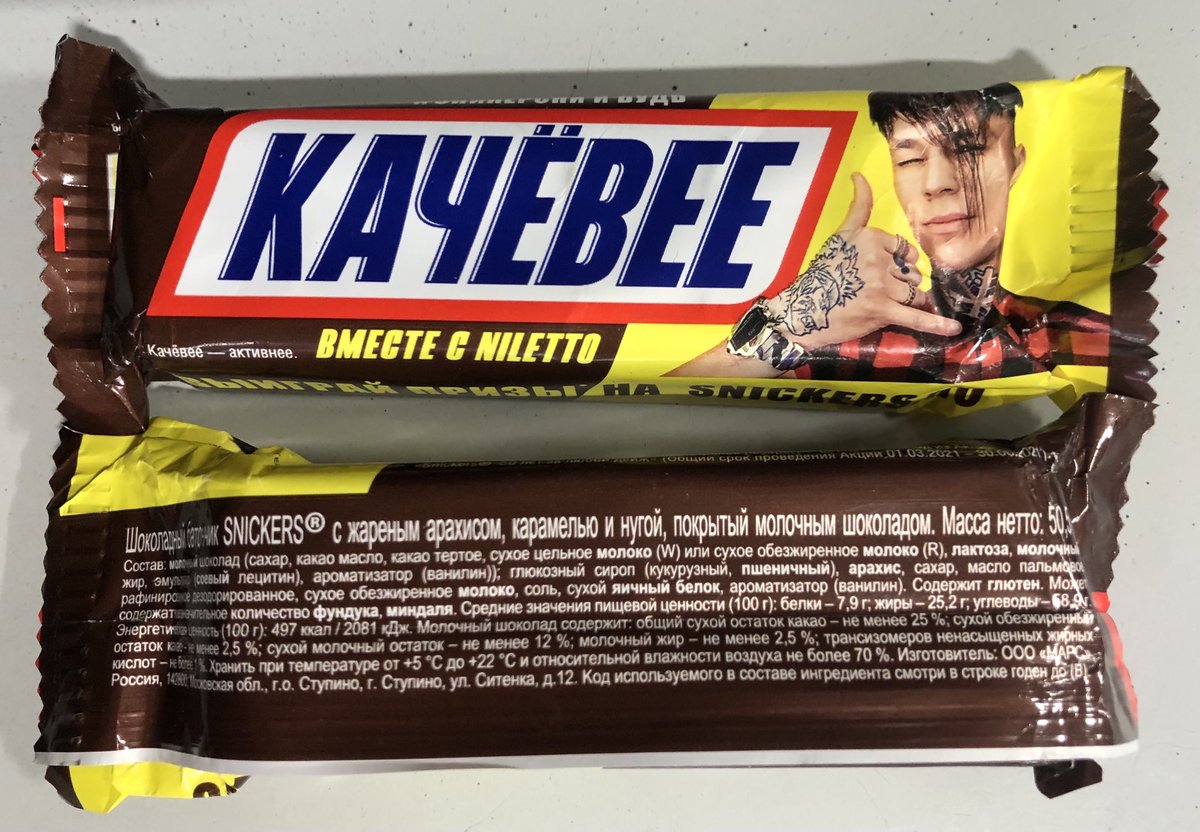 И БУДЬ
КАЧЁВЕЕ
Качёвее — активнее.
ВМЕСТЕ С NILETTO
ВЫИГРАЙ ПРИЗЫ НА SNICKERS
(Общий срок проведения Акции 01.03.2021 –
Шоколадный батончик SNICKERS® с жареным арахисом, карамелью и нугой, покрытый молочным шоколадом. Масса нетто: 50
Состав: молочный шоколад (сахар, какао масло, какао тертое, сухое цельное молоко (W) или сухое обезжиренное молоко (R), лактоза, молочный
жир, эмульгатор (соевый лецитин), ароматизатор (ванилин)); глюкозный сироп (кукурузный, пшеничный), арахис, сахар, масло пальмовое
рафинированное дезодорированное, сухое обезжиренное молоко, соль, сухой яичный белок, ароматизатор (ванилин). Содержит глютен. Может
содержать незначительное количество фундука, миндаля. Средние значения пищевой ценности (100 г): белки – 7,9 г; жиры – 25,2 г; углеводы – 58,9 г.
Энергетическая ценность (100 г): 497 ккал / 2081 кДж. Молочный шоколад содержит: общий сухой остаток какао – не менее 25 %; сухой обезжиренный
остаток какао – не менее 2,5 %; сухой молочный остаток – не менее 12 %; молочный жир – не менее 2,5 %; трансизомеров ненасыщенных жирных
кислот – не более 1 %. Хранить при температуре от +5 °C до +22 °C и относительной влажности воздуха не более 70 %. Изготовитель: ООО «МАРС»
Россия, Московская обл., г.о. Ступино, г. Ступино, ул. Ситенка, д.12. Код используемого в составе ингредиента смотри в строке годен до (В)